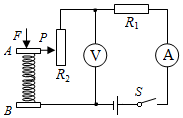 F P R₁
A R₂ V A
B S